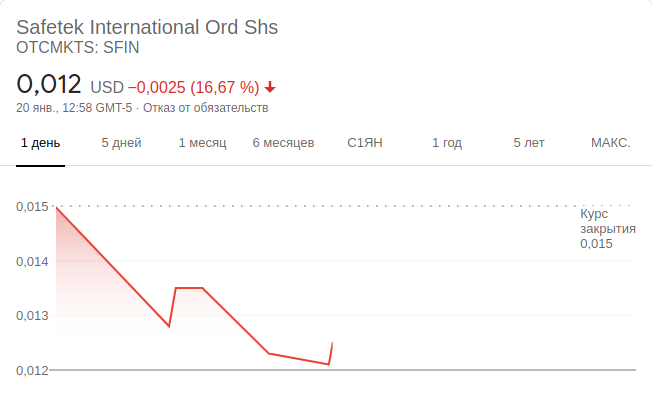 Safetek International Ord Shs
OTCMKTS: SFIN
0,012 USD −0,0025 (16,67 %)
20 янв., 12:58 GMT-5 · Отказ от обязательств
1 день 5 дней 1 месяц 6 месяцев С1ЯН 1 год 5 лет МАКС.
0,015
Курс
закрытия
0,015
0,014
0,013
0,012